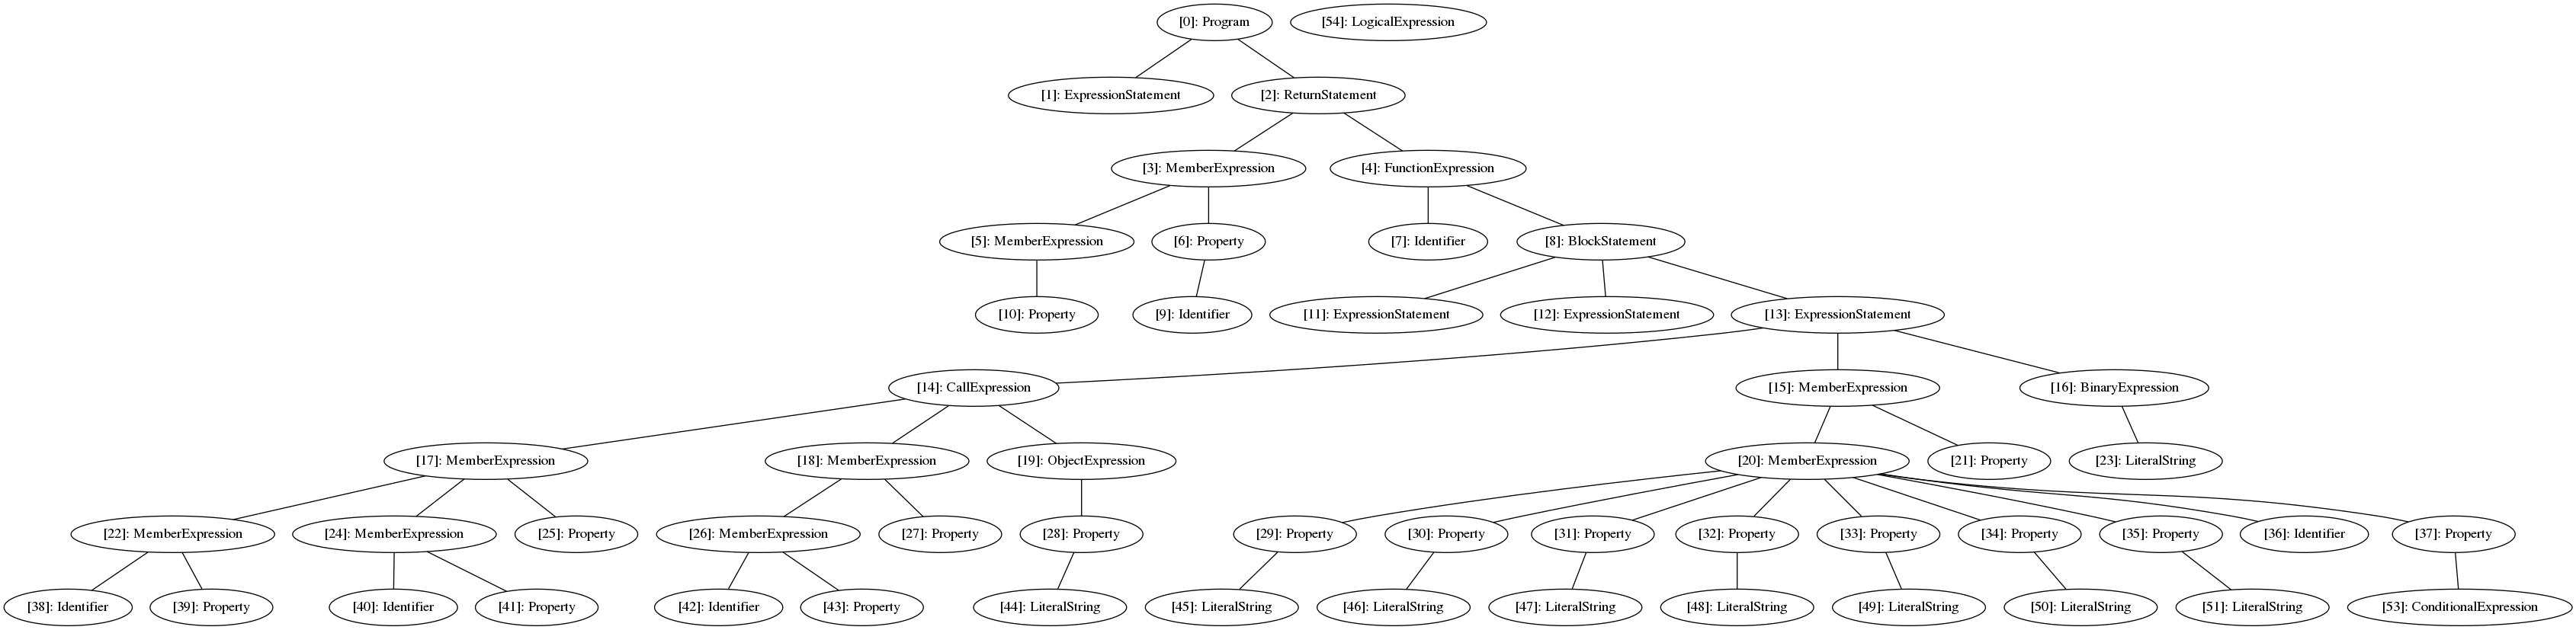 [0]: Program
[54]: LogicalExpression
[1]: ExpressionStatement
[2]: ReturnStatement
[3]: MemberExpression
[4]: FunctionExpression
[5]: MemberExpression
[6]: Property
[7]: Identifier
[8]: BlockStatement
[10]: Property
[9]: Identifier
[11]: ExpressionStatement
[12]: ExpressionStatement
[13]: ExpressionStatement
[14]: CallExpression
[15]: MemberExpression
[16]: BinaryExpression
[17]: MemberExpression
[18]: MemberExpression
[19]: ObjectExpression
[20]: MemberExpression
[21]: Property
[23]: LiteralString
[22]: MemberExpression
[24]: MemberExpression
[25]: Property
[26]: MemberExpression
[27]: Property
[28]: Property
[29]: Property
[30]: Property
[31]: Property
[32]: Property
[33]: Property
[34]: Property
[35]: Property
[36]: Identifier
[37]: Property
[38]: Identifier
[39]: Property
[40]: Identifier
[41]: Property
[42]: Identifier
[43]: Property
[44]: LiteralString
[45]: LiteralString
[46]: LiteralString
[47]: LiteralString
[48]: LiteralString
[49]: LiteralString
[50]: LiteralString
[51]: LiteralString
[53]: ConditionalExpression